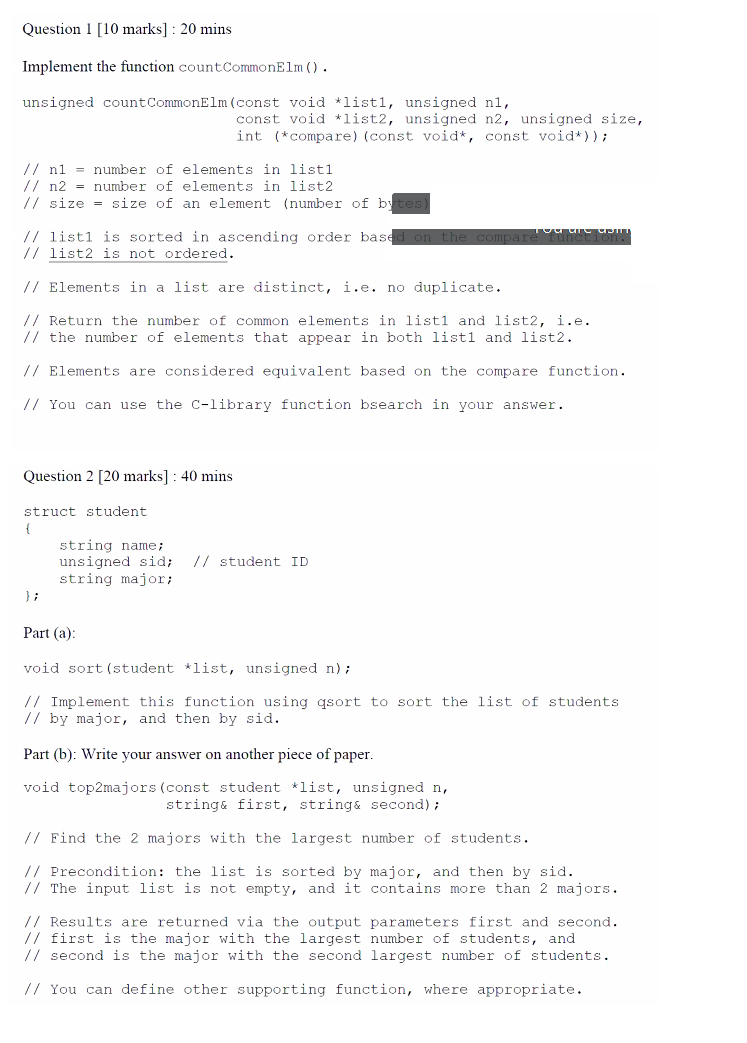 Question 1 [10 marks] : 20 mins
Implement the function countCommonElm().
unsigned countCommonElm(const void *list1, unsigned n1,
const void *list2, unsigned n2, unsigned size,
int (*compare)(const void*, const void*));
// n1 = number of elements in list1
// n2 = number of elements in list2
// size = size of an element (number of bytes)
// list1 is sorted in ascending order based on the compare function.
You are usin
// list2 is not ordered.
// Elements in a list are distinct, i.e. no duplicate.
// Return the number of common elements in list1 and list2, i.e.
// the number of elements that appear in both list1 and list2.
// Elements are considered equivalent based on the compare function.
// You can use the C-library function bsearch in your answer.
Question 2 [20 marks] : 40 mins
struct student
{
string name;
unsigned sid; // student ID
string major;
};
Part (a):
void sort(student *list, unsigned n);
// Implement this function using qsort to sort the list of students
// by major, and then by sid.
Part (b): Write your answer on another piece of paper.
void top2majors(const student *list, unsigned n,
string& first, string& second);
// Find the 2 majors with the largest number of students.
// Precondition: the list is sorted by major, and then by sid.
// The input list is not empty, and it contains more than 2 majors.
// Results are returned via the output parameters first and second.
// first is the major with the largest number of students, and
// second is the major with the second largest number of students.
// You can define other supporting function, where appropriate.